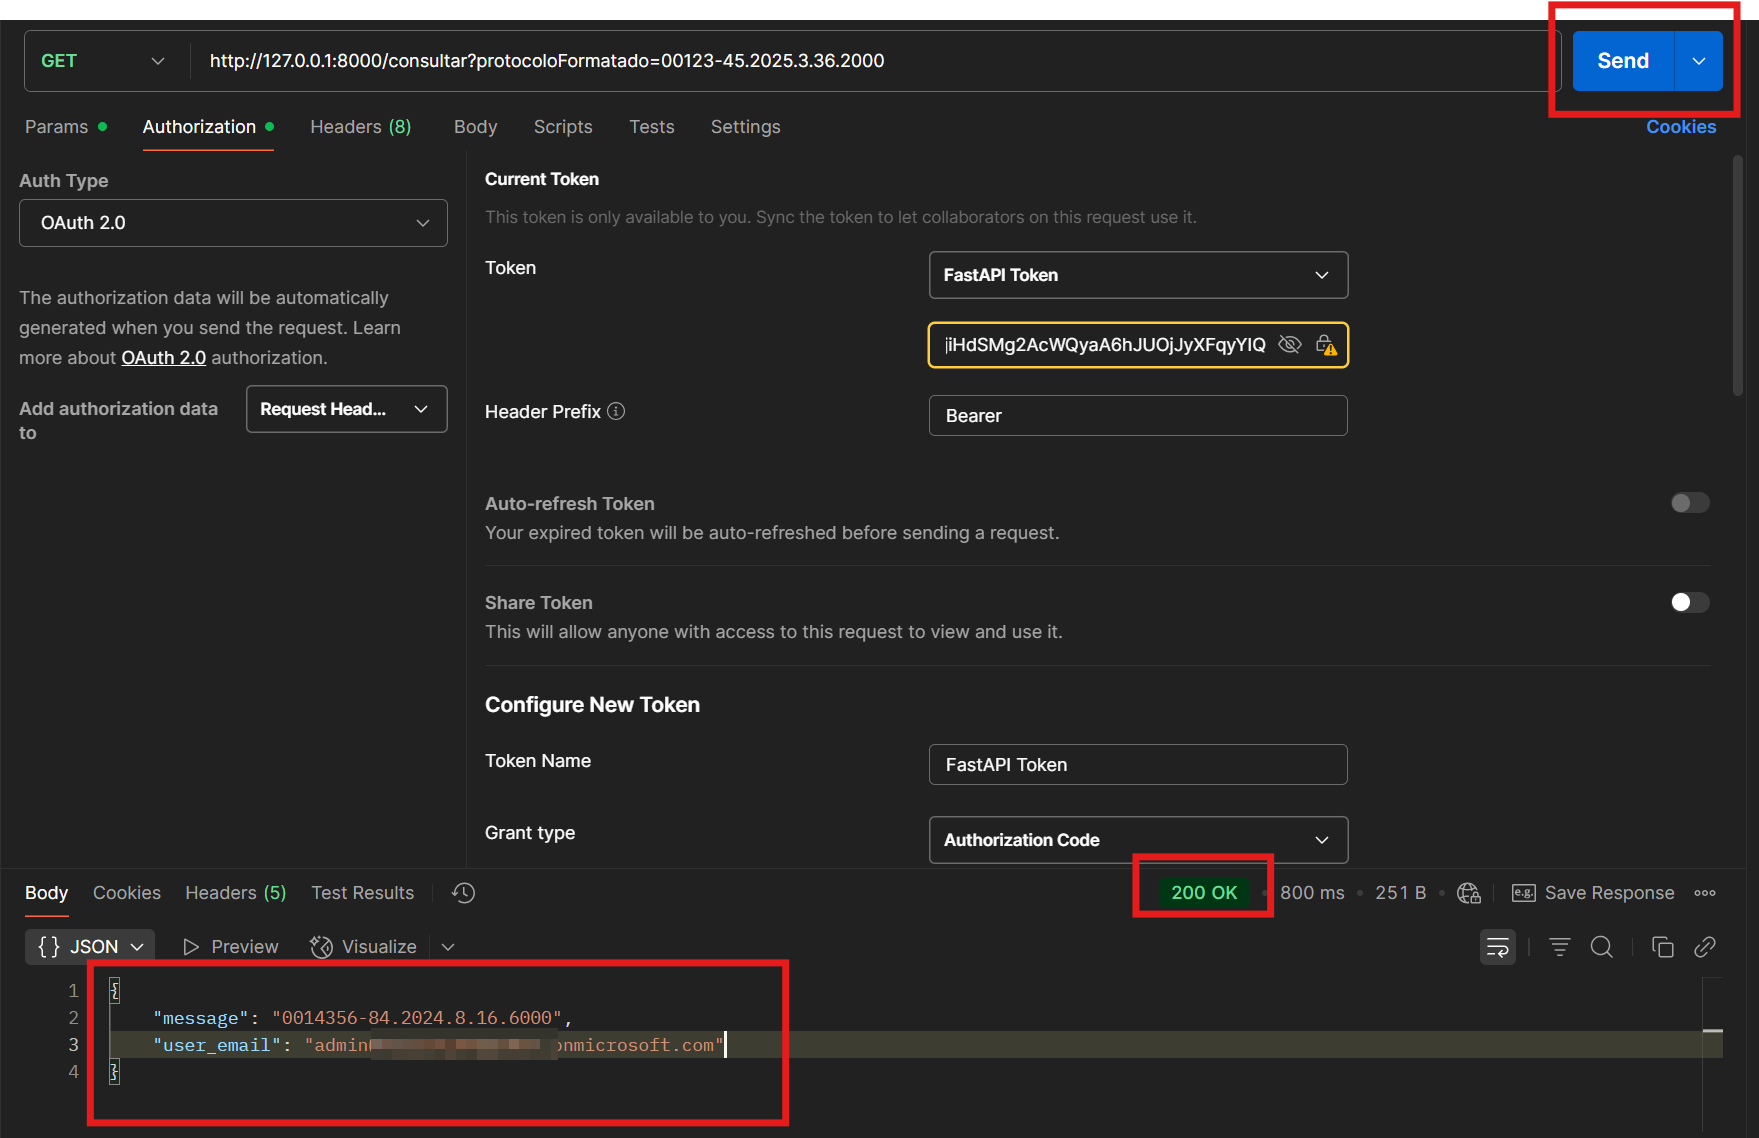 GET
http://127.0.0.1:8000/consultar?protocoloFormatado=00123-45.2025.3.36.2000
Send
Params
Authorization
Headers (8)
Body
Scripts
Tests
Settings
Cookies
Auth Type
OAuth 2.0
The authorization data will be automatically
generated when you send the request. Learn
more about OAuth 2.0 authorization.
Add authorization data
to
Request Head...
Current Token
This token is only available to you. Sync the token to let collaborators on this request use it.
Token
FastAPI Token
jiHdSMg2AcWQyaA6hJUOjJyXFqyYIQ
Header Prefix
Bearer
Auto-refresh Token
Your expired token will be auto-refreshed before sending a request.
Share Token
This will allow anyone with access to this request to view and use it.
Configure New Token
Token Name
FastAPI Token
Grant type
Authorization Code
Body
Cookies
Headers (5)
Test Results
200 OK
800 ms
251 B
e.g.
Save Response
{} JSON
Preview
Visualize
1 {
2 "message": "0014356-84.2024.8.16.6000",
3 "user_email": "admin onmicrosoft.com"
4 }